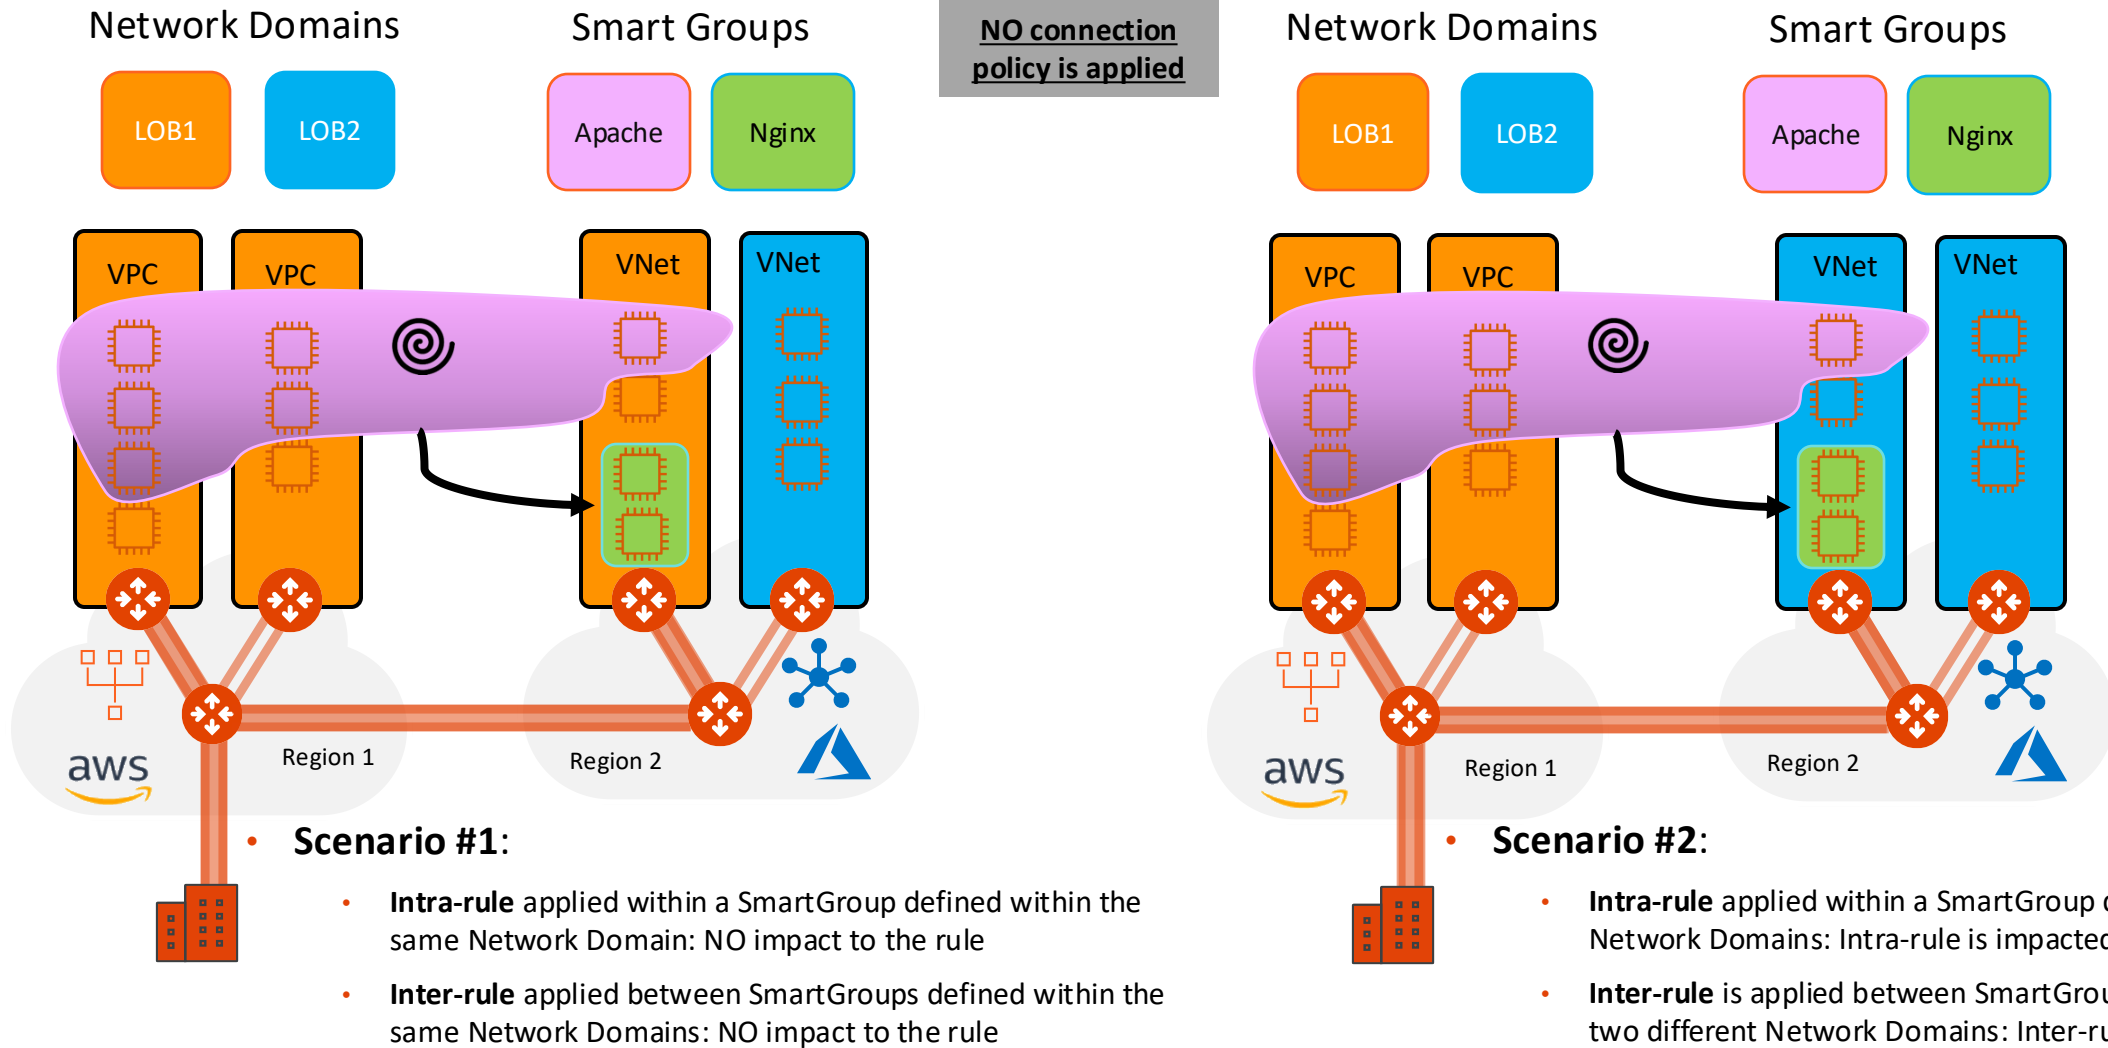 Network Domains
Smart Groups
LOB1
LOB2
Apache
Nginx
VPC
VPC
VNet
VNet
aws
Region 1
Region 2
Scenario #1:
Intra-rule applied within a SmartGroup defined within the
same Network Domain: NO impact to the rule
Inter-rule applied between SmartGroups defined within the
same Network Domains: NO impact to the rule
NO connection
policy is applied
Network Domains
Smart Groups
LOB1
LOB2
Apache
Nginx
VPC
VPC
VNet
VNet
aws
Region 1
Region 2
Scenario #2:
Intra-rule applied within a SmartGroup
Network Domains: Intra-rule is impacted
Inter-rule is applied between
two different Network Domains: